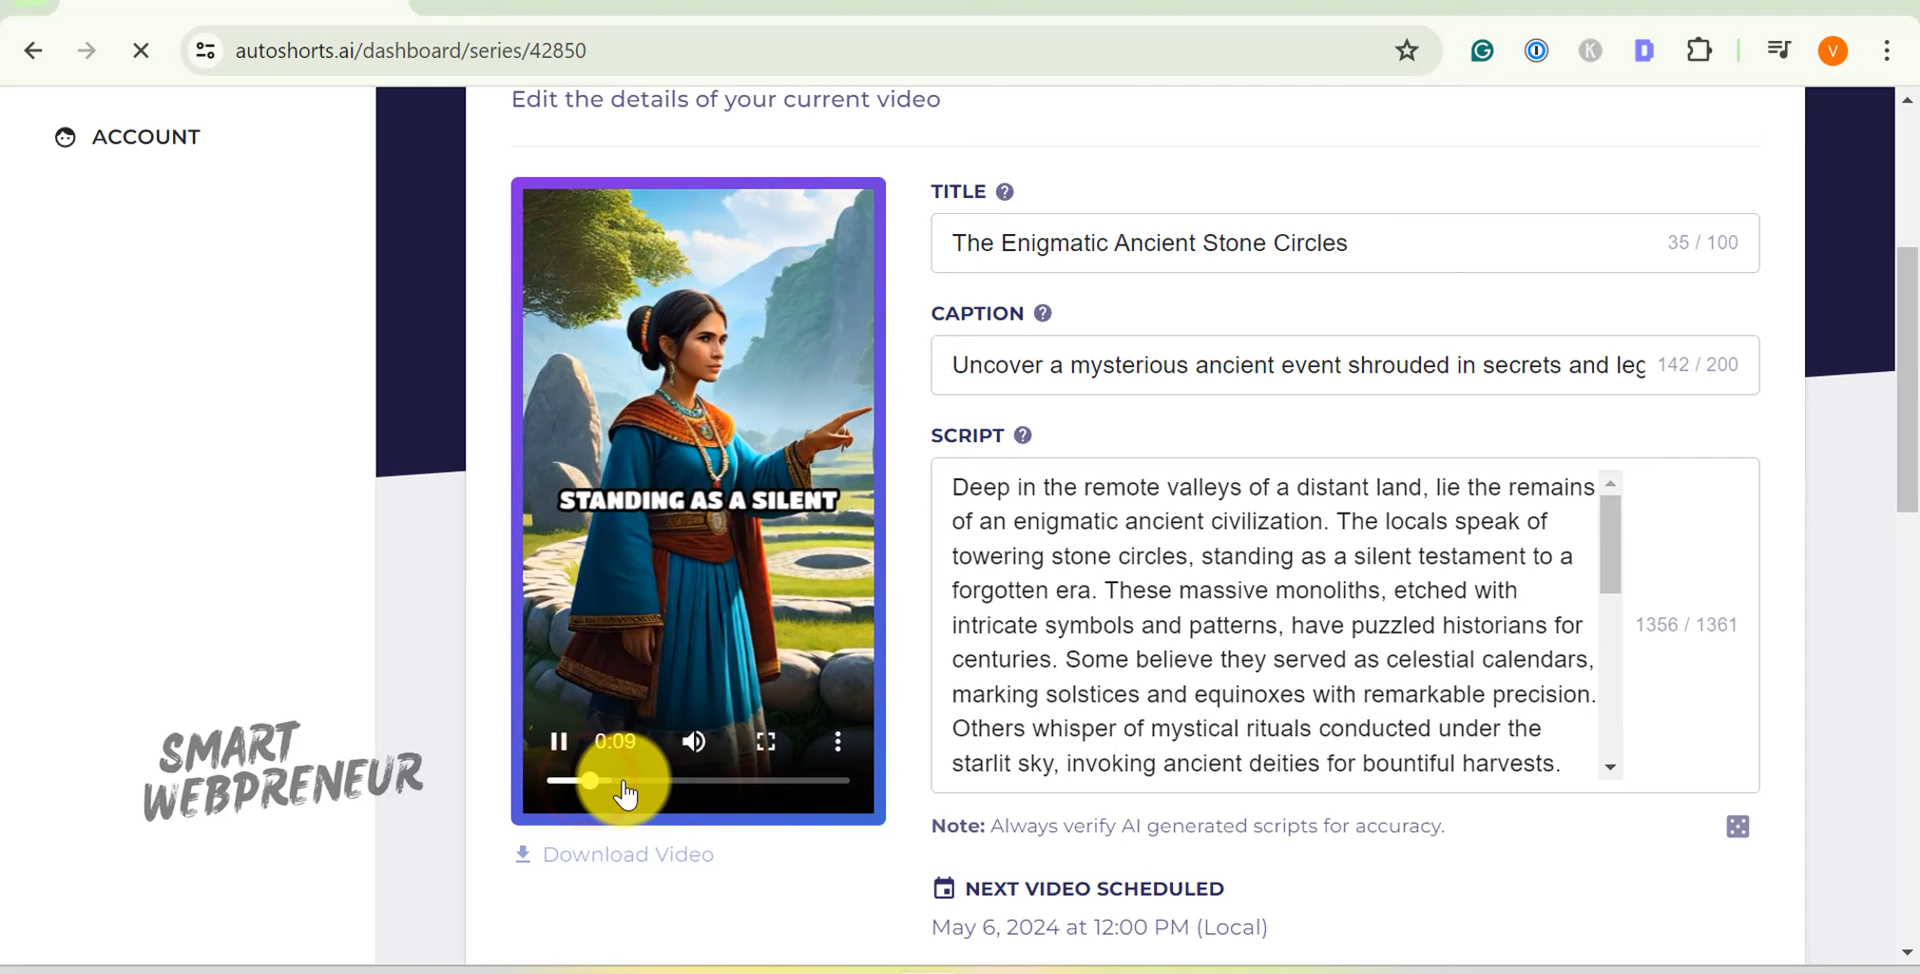 autoshorts.ai/dashboard/series/42850
V
Edit the details of your current video
ACCOUNT
TITLE
The Enigmatic Ancient Stone Circles
35 / 100
CAPTION
Uncover a mysterious ancient event shrouded in secrets and leg
142 / 200
SCRIPT
Deep in the remote valleys of a distant land, lie the remains
of an enigmatic ancient civilization. The locals speak of
towering stone circles, standing as a silent testament to a
forgotten era. These massive monoliths, etched with
intricate symbols and patterns, have puzzled historians for
centuries. Some believe they served as celestial calendars,
marking solstices and equinoxes with remarkable precision.
Others whisper of mystical rituals conducted under the
starlit sky, invoking ancient deities for bountiful harvests.
1356 / 1361
STANDING AS A SILENT
0:09
Download Video
Note: Always verify AI generated scripts for accuracy.
NEXT VIDEO SCHEDULED
May 6, 2024 at 12:00 PM (Local)
SMART
WEBPRENEUR